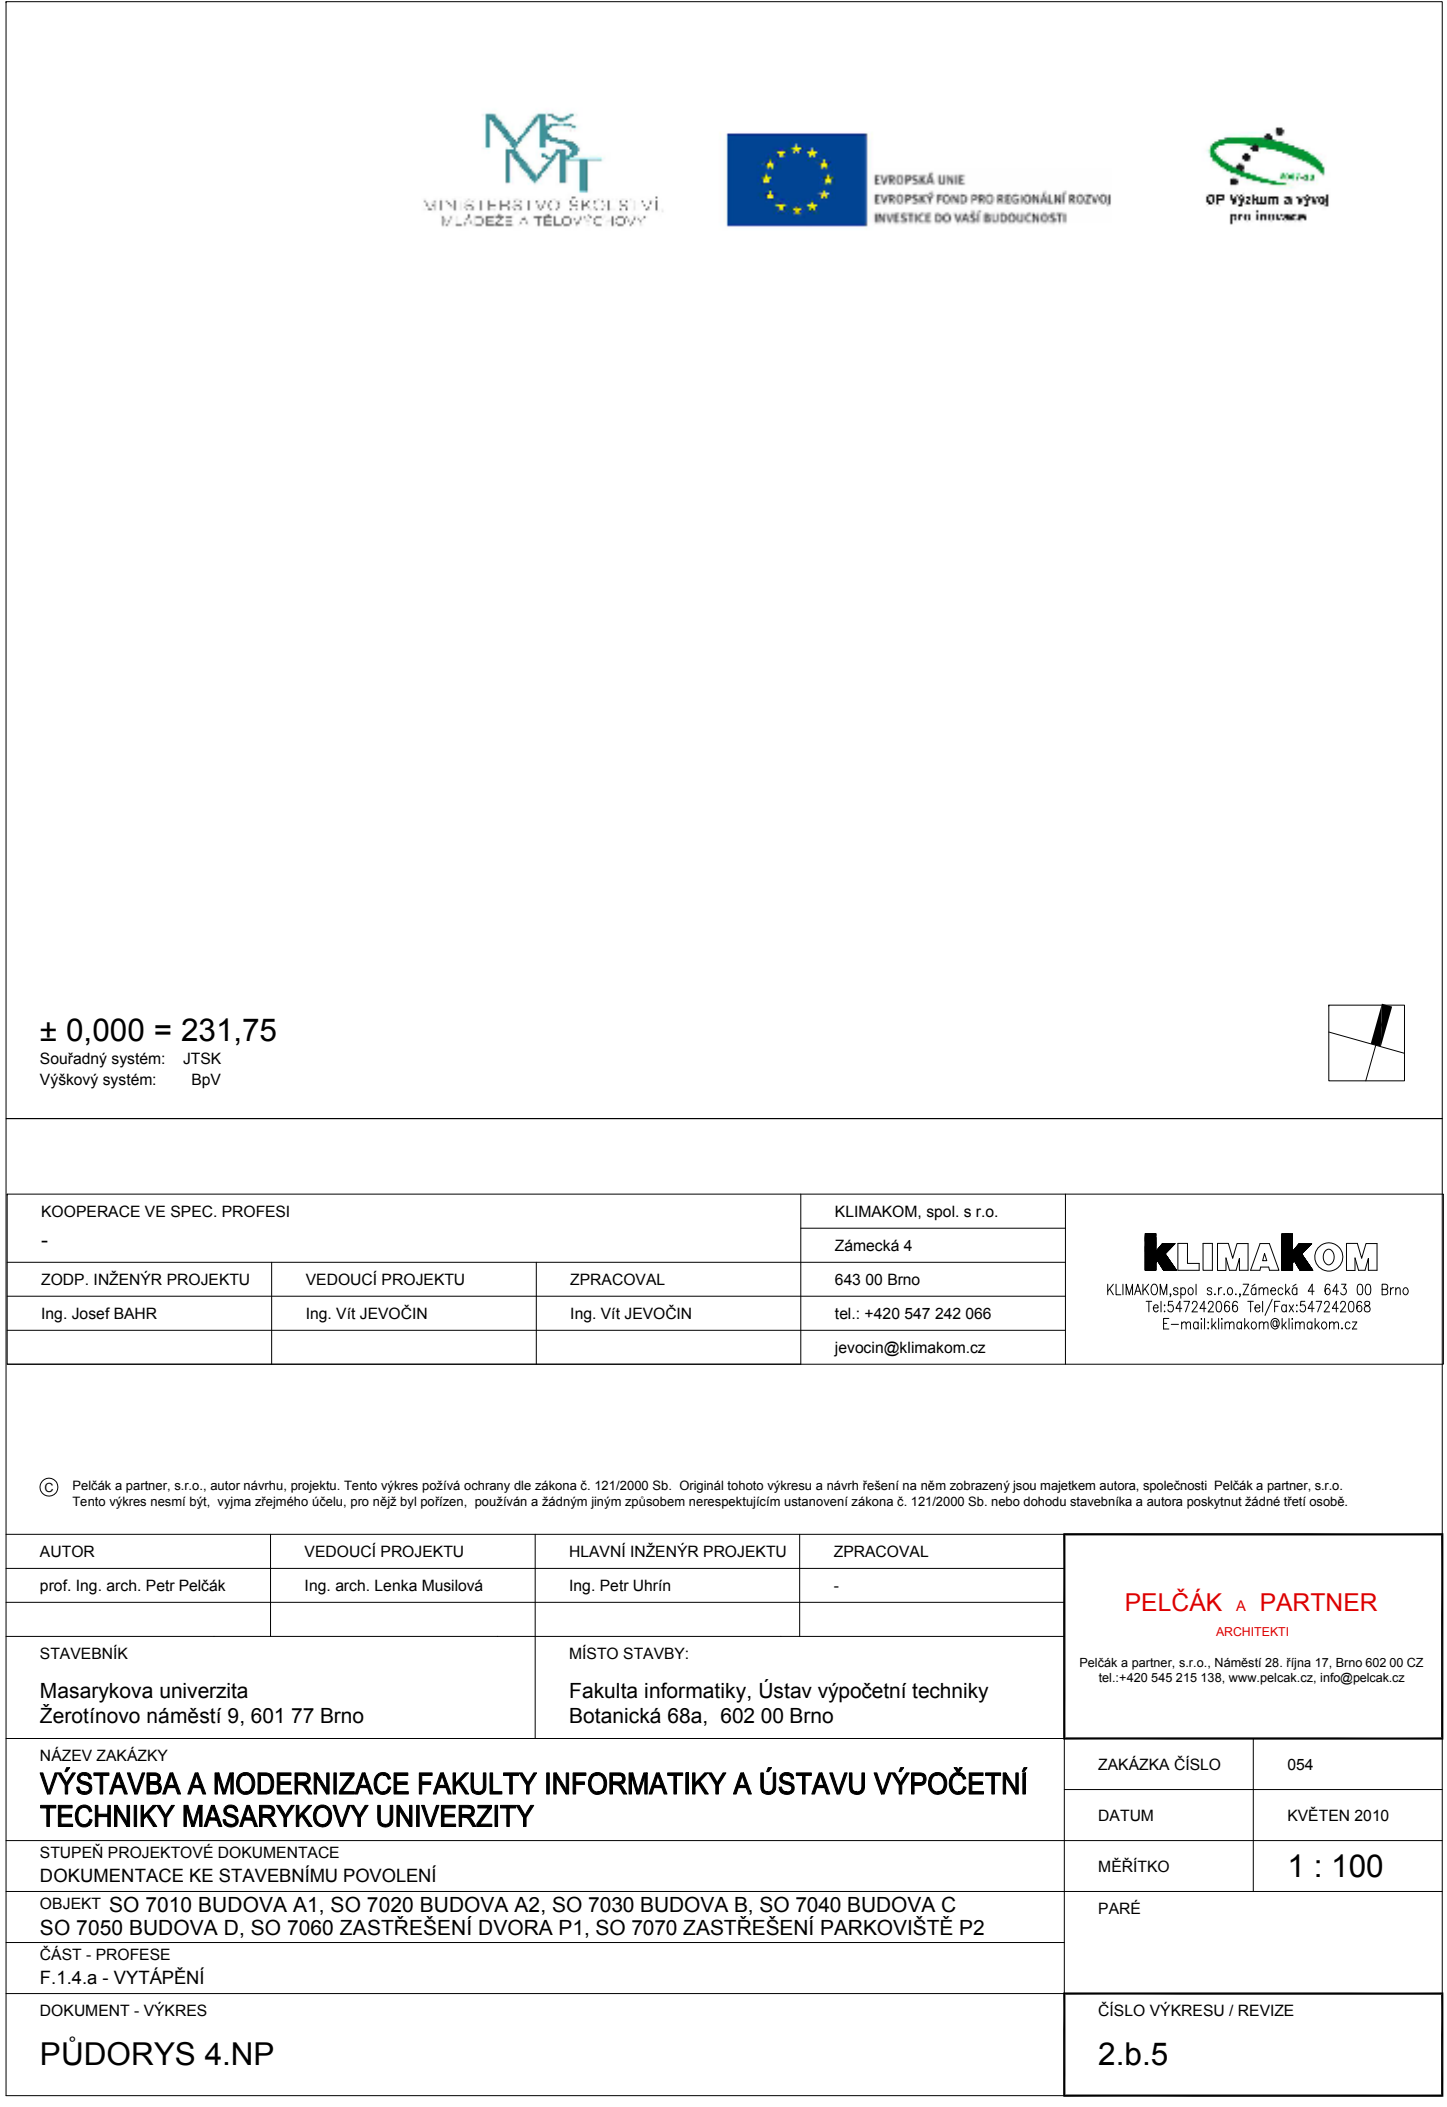 MŠMT
MINISTERSTVO ŠKOLSTVÍ,
MLÁDEŽE A TĚLOVÝCHOVY
EVROPSKÁ UNIE
EVROPSKÝ FOND PRO REGIONÁLNÍ ROZVOJ
INVESTICE DO VAŠÍ BUDOUCNOSTI
2007-13
OP Výzkum a vývoj
pro inovace
± 0,000 = 231,75
Souřadný systém: JTSK
Výškový systém: BpV
KOOPERACE VE SPEC. PROFESI
-
KLIMAKOM, spol. s r.o.
Zámecká 4
ZODP. INŽENÝR PROJEKTU VEDOUCÍ PROJEKTU ZPRACOVAL 643 00 Brno
Ing. Josef BAHR Ing. Vít JEVOČIN Ing. Vít JEVOČIN tel.: +420 547 242 066
jevocin@klimakom.cz
KLIMAKOM
KLIMAKOM,spol s.r.o.,Zámecká 4 643 00 Brno
Tel:547242066 Tel/Fax:547242068
E-mail:klimakom@klimakom.cz
© Pelčák a partner, s.r.o., autor návrhu, projektu. Tento výkres požívá ochrany dle zákona č. 121/2000 Sb. Originál tohoto výkresu a návrh řešení na něm zobrazený jsou majetkem autora, společnosti Pelčák a partner, s.r.o.
Tento výkres nesmí být, vyjma zřejmého účelu, pro nějž byl pořízen, používán a žádným jiným způsobem nerespektujícím ustanovení zákona č. 121/2000 Sb. nebo dohodu stavebníka a autora poskytnut žádné třetí osobě.
AUTOR VEDOUCÍ PROJEKTU HLAVNÍ INŽENÝR PROJEKTU ZPRACOVAL
prof. Ing. arch. Petr Pelčák Ing. arch. Lenka Musilová Ing. Petr Uhrín -
PELČÁK A PARTNER
ARCHITEKTI
Pelčák a partner, s.r.o., Náměstí 28. října 17, Brno 602 00 CZ
tel.:+420 545 215 138, www.pelcak.cz, info@pelcak.cz
STAVEBNÍK
Masarykova univerzita
Žerotínovo náměstí 9, 601 77 Brno
MÍSTO STAVBY:
Fakulta informatiky, Ústav výpočetní techniky
Botanická 68a, 602 00 Brno
NÁZEV ZAKÁZKY
VÝSTAVBA A MODERNIZACE FAKULTY INFORMATIKY A ÚSTAVU VÝPOČETNÍ
TECHNIKY MASARYKOVY UNIVERZITY
ZAKÁZKA ČÍSLO 054
DATUM KVĚTEN 2010
STUPEŇ PROJEKTOVÉ DOKUMENTACE
DOKUMENTACE KE STAVEBNÍMU POVOLENÍ
MĚŘÍTKO 1 : 100
OBJEKT SO 7010 BUDOVA A1, SO 7020 BUDOVA A2, SO 7030 BUDOVA B, SO 7040 BUDOVA C
SO 7050 BUDOVA D, SO 7060 ZASTŘEŠENÍ DVORA P1, SO 7070 ZASTŘEŠENÍ PARKOVIŠTĚ P2
PARÉ
ČÁST - PROFESE
F.1.4.a - VYTÁPĚNÍ
DOKUMENT - VÝKRES
PŮDORYS 4.NP
ČÍSLO VÝKRESU / REVIZE
2.b.5